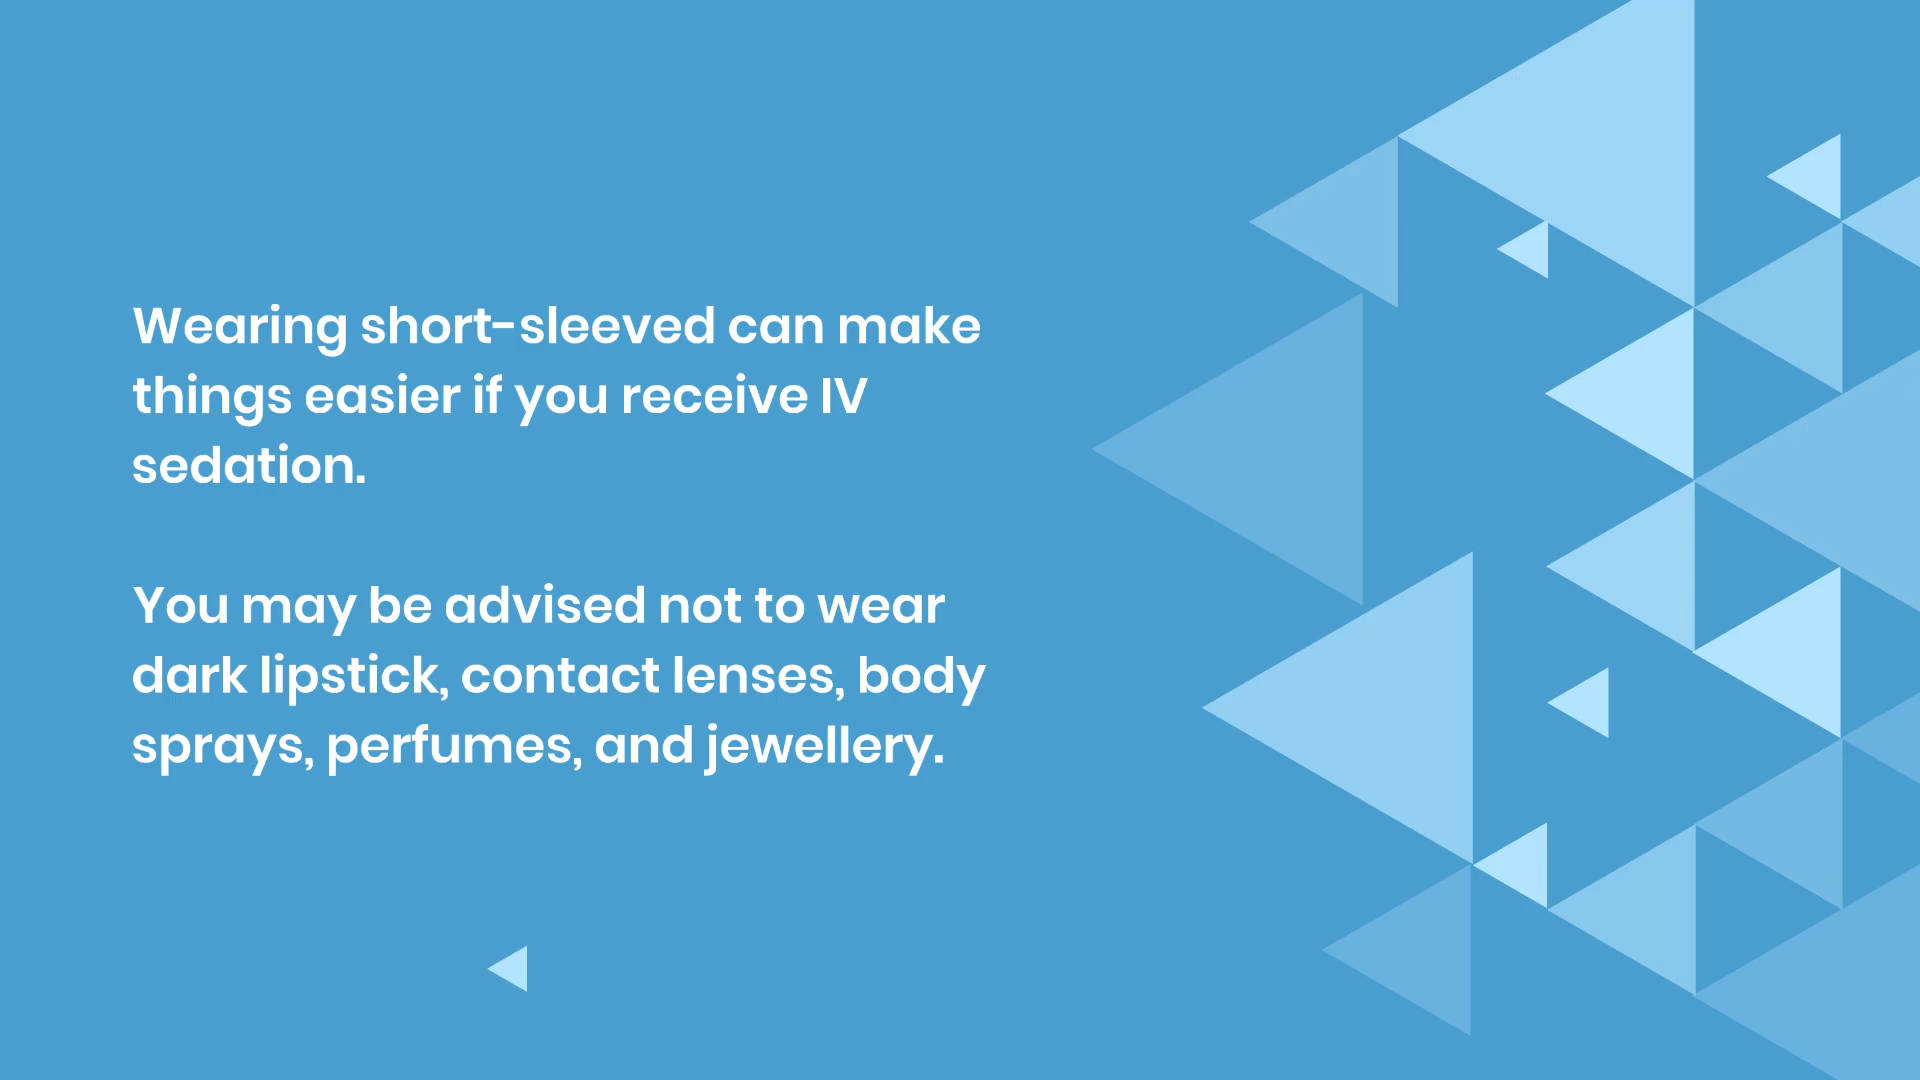 Wearing short-sleeved can make
things easier if you receive IV
sedation.
You may be advised not to wear
dark lipstick, contact lenses, body
sprays, perfumes, and jewellery.